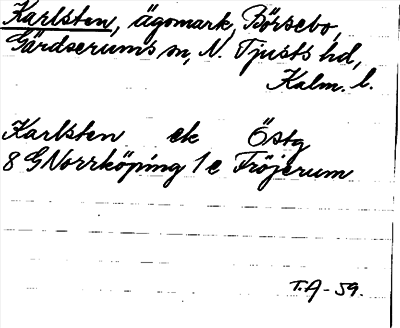 Karlsten, ägomark, Börsebo,
Gärdserums sn, N. Tjusts hd,
Kalm. l.
Karlsten ek Östg
8 G Norrköping 1 e Fröjerum
T.A-59.